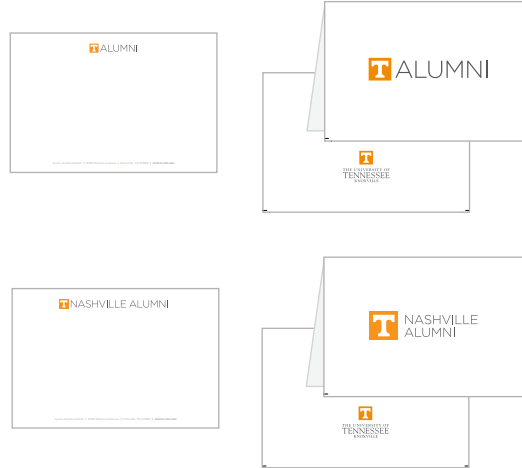 T ALUMNI
T ALUMNI
T
THE UNIVERSITY OF
TENNESSEE
KNOXVILLE
T NASHVILLE ALUMNI
T NASHVILLE
ALUMNI
T
THE UNIVERSITY OF
TENNESSEE
KNOXVILLE